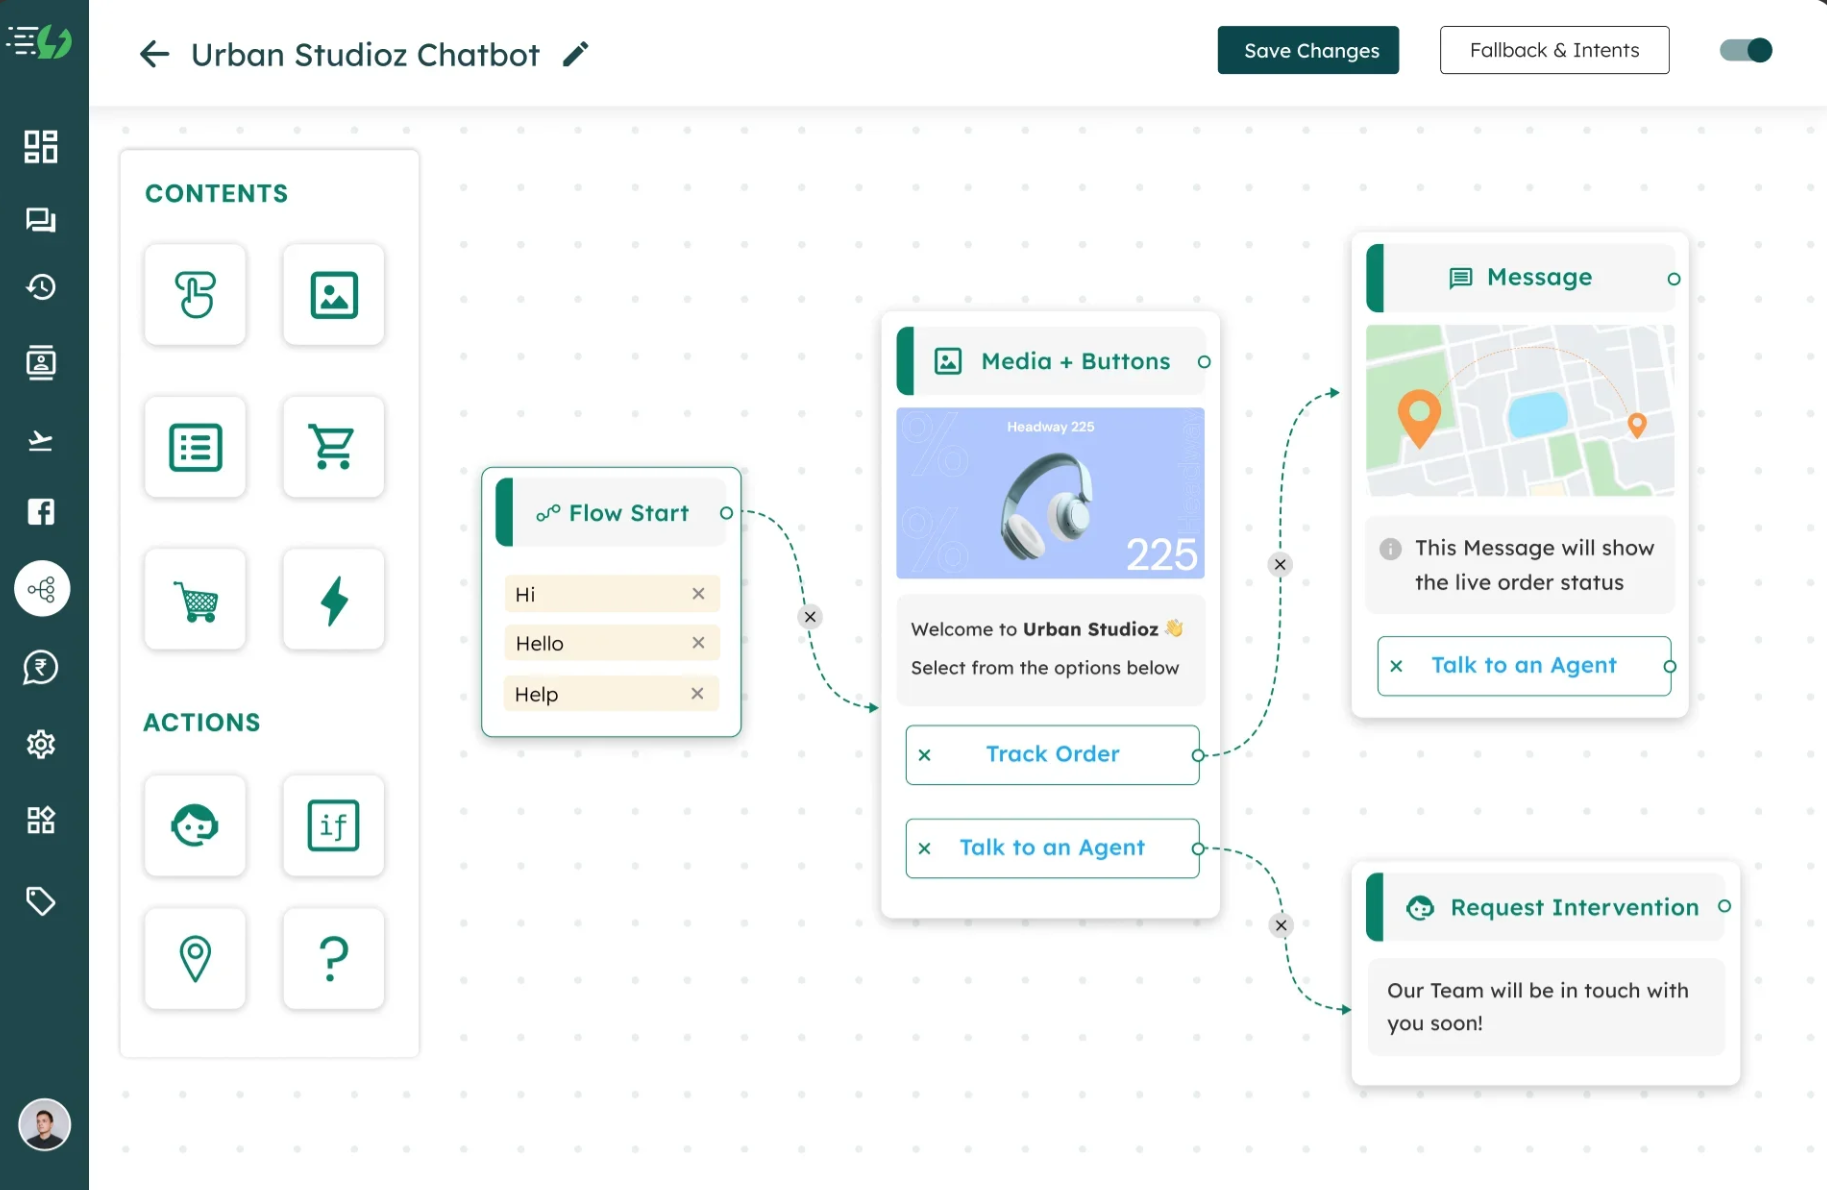 Urban Studioz Chatbot
Save Changes
Fallback & Intents
CONTENTS
ACTIONS
if
?
Flow Start
Hi
Hello
Help
Media + Buttons
Headway 225
%
%
Headway
225
Welcome to Urban Studioz 👋
Select from the options below
Track Order
Talk to an Agent
Message
This Message will show
the live order status
Talk to an Agent
Request Intervention
Our Team will be in touch with
you soon!